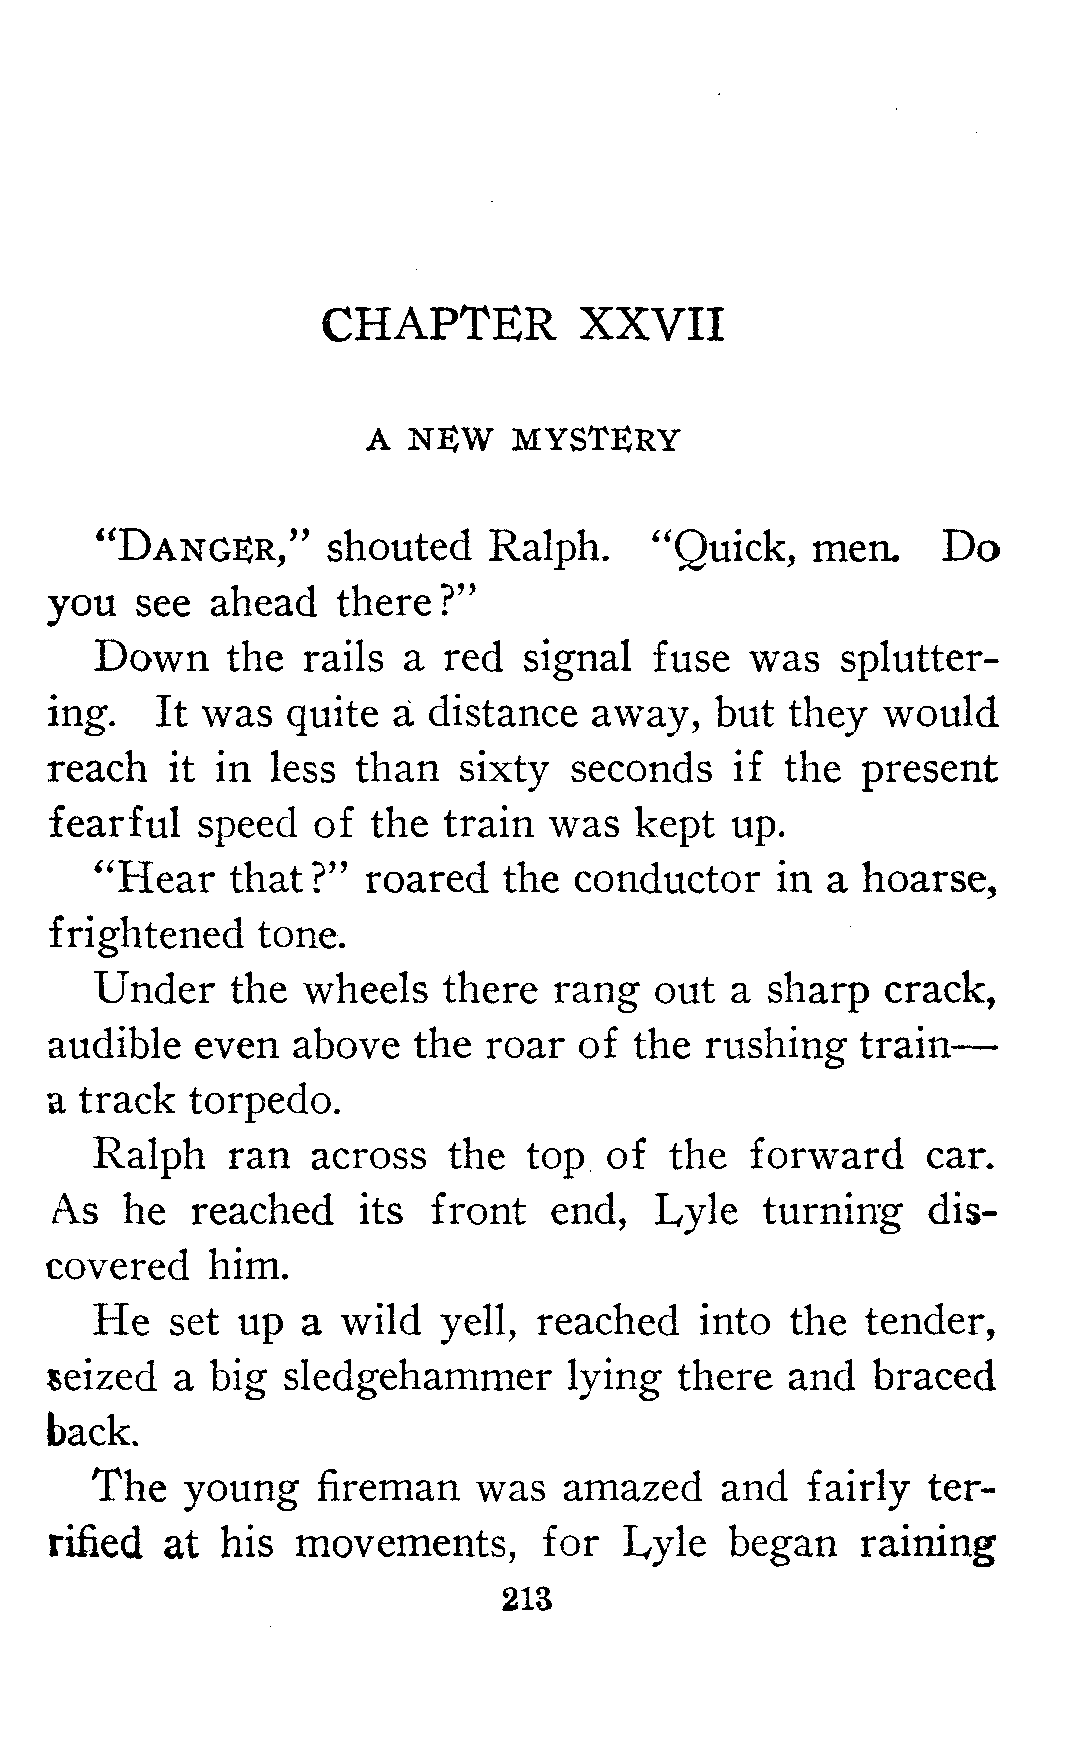 CHAPTER XXVII
A NEW MYSTERY
“DANGER,” shouted Ralph. “Quick, men. Do
you see ahead there?”
Down the rails a red signal fuse was splutter-
ing. It was quite a distance away, but they would
reach it in less than sixty seconds if the present
fearful speed of the train was kept up.
“Hear that?” roared the conductor in a hoarse,
frightened tone.
Under the wheels there rang out a sharp crack,
audible even above the roar of the rushing train—
a track torpedo.
Ralph ran across the top of the forward car.
As he reached its front end, Lyle turning dis-
covered him.
He set up a wild yell, reached into the tender,
seized a big sledgehammer lying there and braced
back.
The young fireman was amazed and fairly ter-
rified at his movements, for Lyle began raining
213